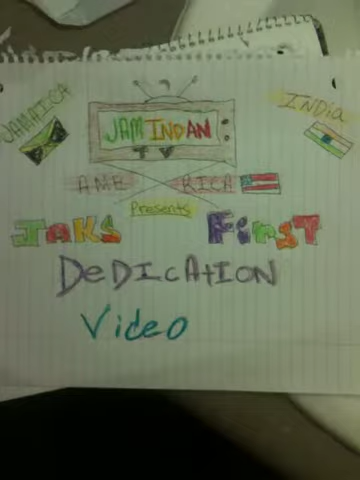 JAMAICA
INDIA
JAMINDAN
TV
AME RICA
Presents
JAKS First
DEDICATION
Video